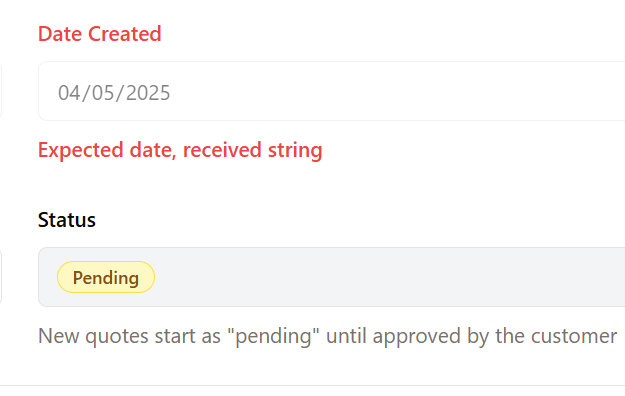 Date Created
04/05/2025
Expected date, received string
Status
Pending
New quotes start as "pending" until approved by the customer